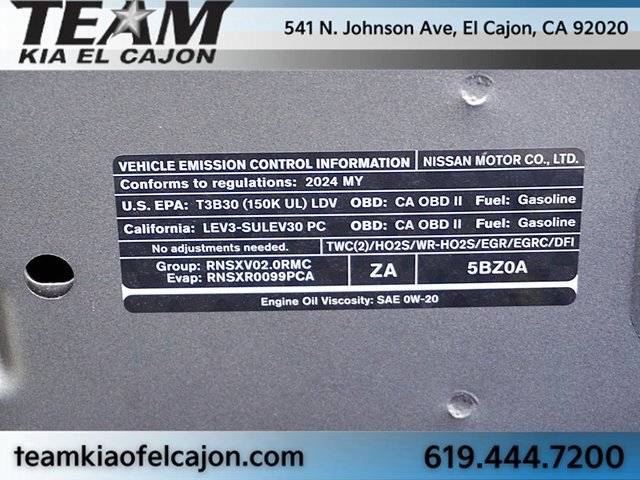 TEAM
KIA EL CAJON
541 N. Johnson Ave, El Cajon, CA 92020
VEHICLE EMISSION CONTROL INFORMATION NISSAN MOTOR CO., LTD.
Conforms to regulations: 2024 MY
U.S. EPA: T3B30 (150K UL) LDV OBD: CA OBD II Fuel: Gasoline
California: LEV3-SULEV30 PC OBD: CA OBD II Fuel: Gasoline
No adjustments needed. TWC(2)/HO2S/WR-HO2S/EGR/EGRC/DFI
Group: RNSXV02.0RMC
Evap: RNSXR0099PCA
ZA
5BZ0A
Engine Oil Viscosity: SAE 0W-20
teamkiaofelcajon.com
619.444.7200